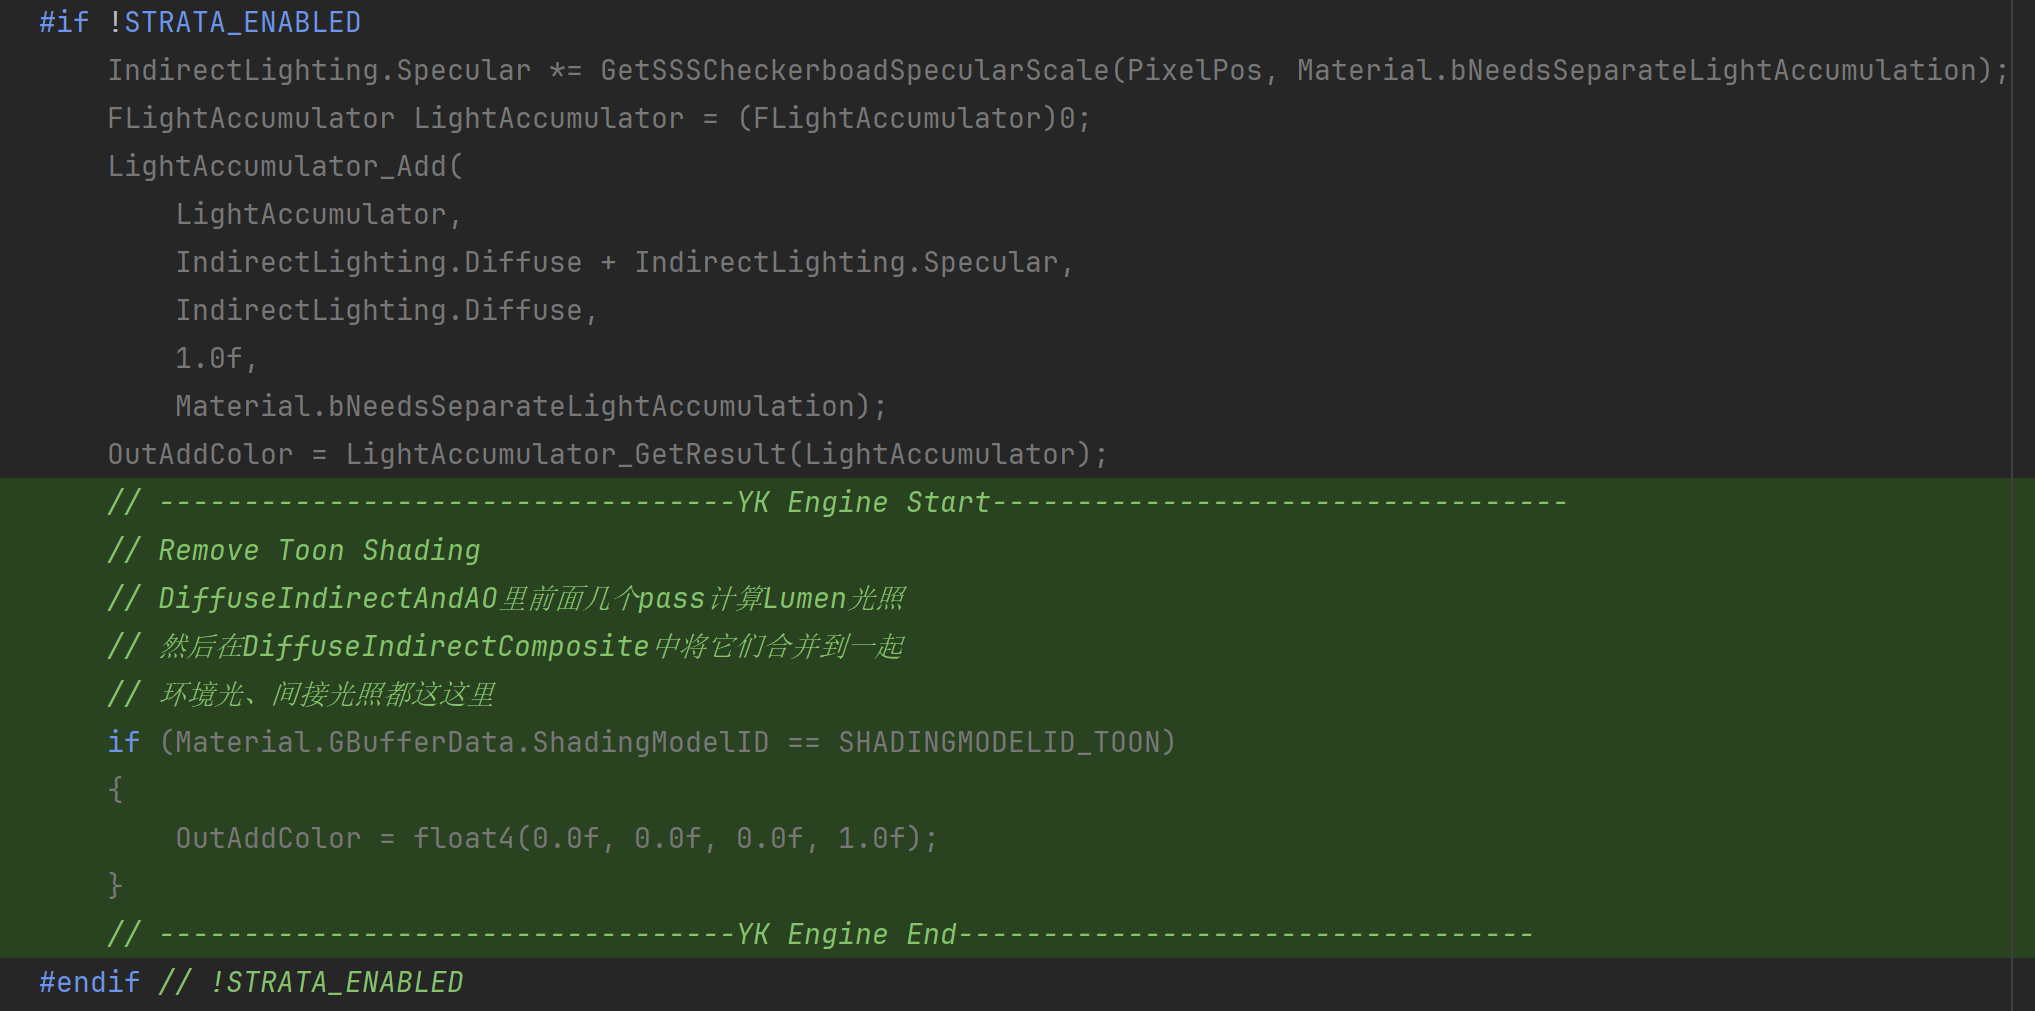 #if !STRATA_ENABLED
IndirectLighting.Specular *= GetSSSCheckerboadSpecularScale(PixelPos, Material.bNeedsSeparateLightAccumulation);
FLightAccumulator LightAccumulator = (FLightAccumulator)0;
LightAccumulator_Add(
LightAccumulator,
IndirectLighting.Diffuse + IndirectLighting.Specular,
IndirectLighting.Diffuse,
1.0f,
Material.bNeedsSeparateLightAccumulation);
OutAddColor = LightAccumulator_GetResult(LightAccumulator);
// ----------------------------------YK Engine Start----------------------------------
// Remove Toon Shading
// DiffuseIndirectAndAO里前面几个pass计算Lumen光照
// 然后在DiffuseIndirectComposite中将它们合并到一起
// 环境光、间接光照都这这里
if (Material.GBufferData.ShadingModelID == SHADINGMODELID_TOON)
{
OutAddColor = float4(0.0f, 0.0f, 0.0f, 1.0f);
}
// ----------------------------------YK Engine End----------------------------------
#endif // !STRATA_ENABLED